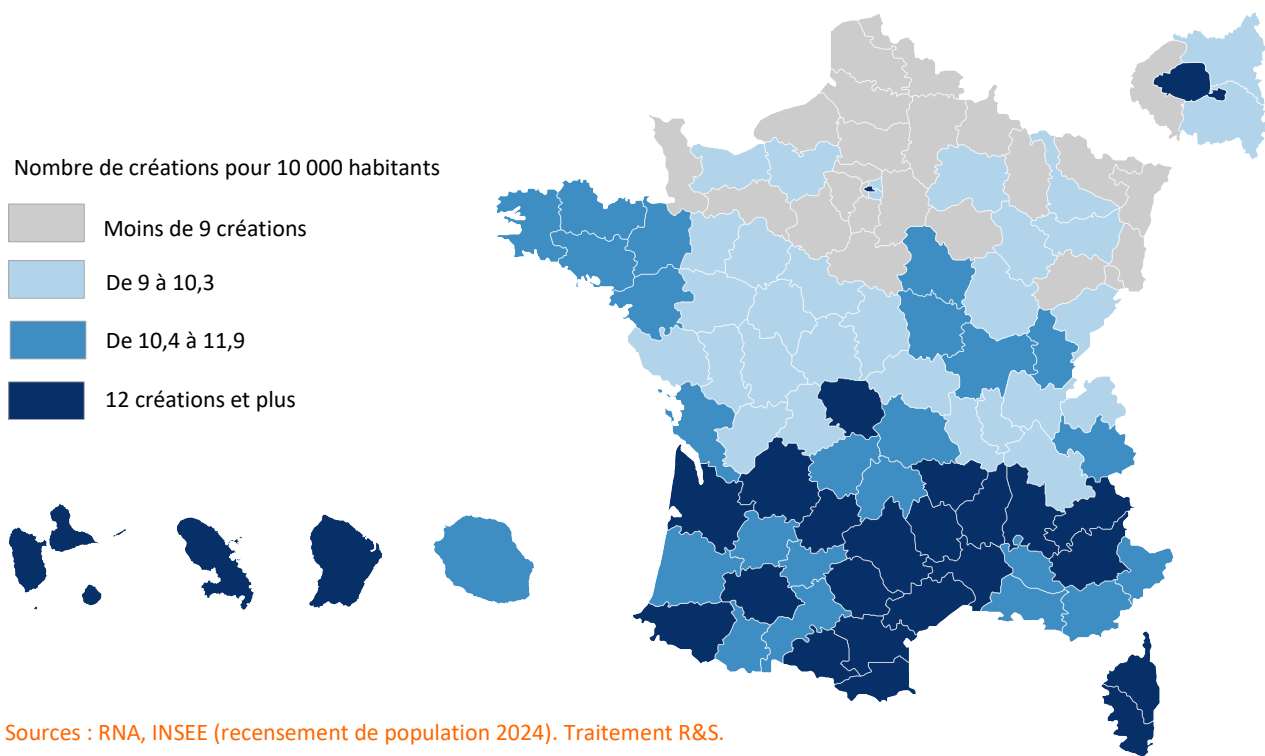 Nombre de créations pour 10 000 habitants
Moins de 9 créations
De 9 à 10,3
De 10,4 à 11,9
12 créations et plus
Sources : RNA, INSEE (recensement de population 2024). Traitement R&S.